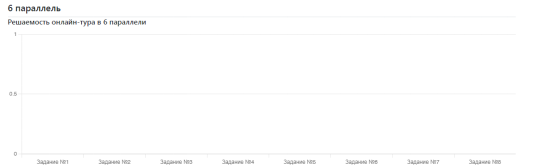 6 параллель
Решаемость онлайн-тура в 6 параллели
1
0.5
0
Задание №1 Задание №2 Задание №3 Задание №4 Задание №5 Задание №6 Задание №7 Задание №8